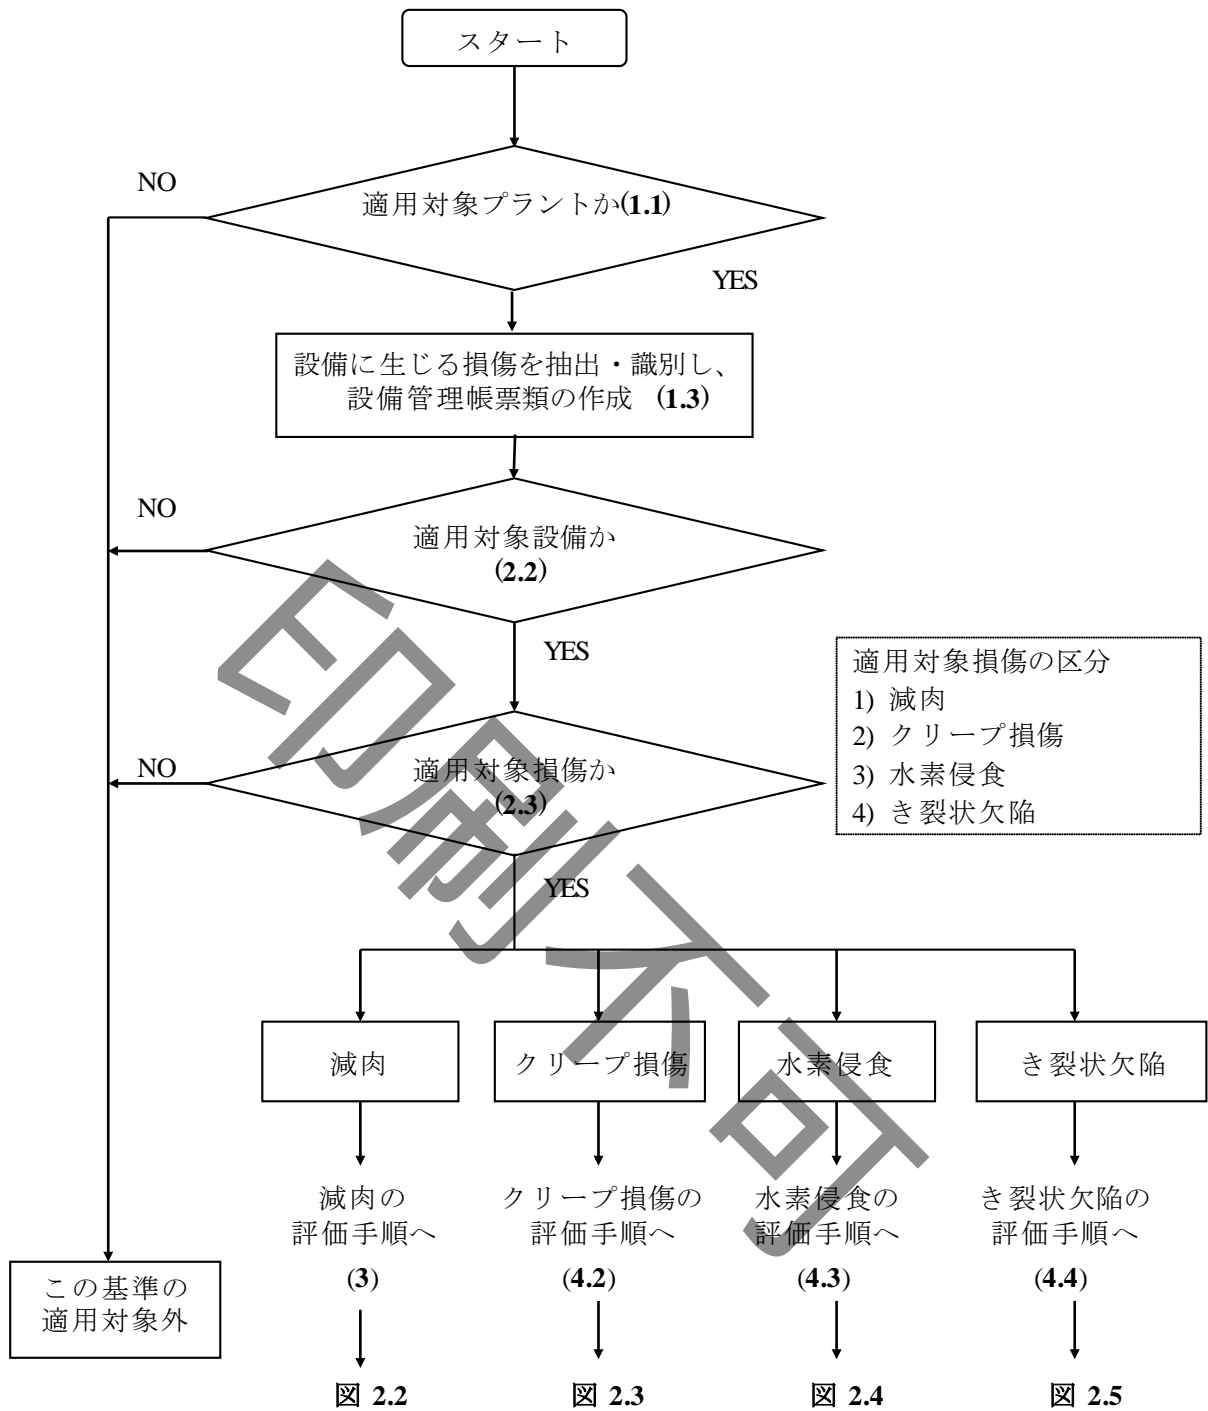 スタート
NO
適用対象プラントか(1.1)
YES
設備に生じる損傷を抽出・識別し、
設備管理帳票類の作成 (1.3)
NO
適用対象設備か
(2.2)
YES
適用対象損傷の区分
1) 減肉
2) クリープ損傷
3) 水素侵食
4) き裂状欠陥
NO
適用対象損傷か
(2.3)
YES
減肉
クリープ損傷
水素侵食
き裂状欠陥
減肉の
評価手順へ
(3)
クリープ損傷の
評価手順へ
(4.2)
水素侵食の
評価手順へ
(4.3)
き裂状欠陥の
評価手順へ
(4.4)
この基準の
適用対象外
図 2.2
図 2.3
図 2.4
図 2.5
印刷不可